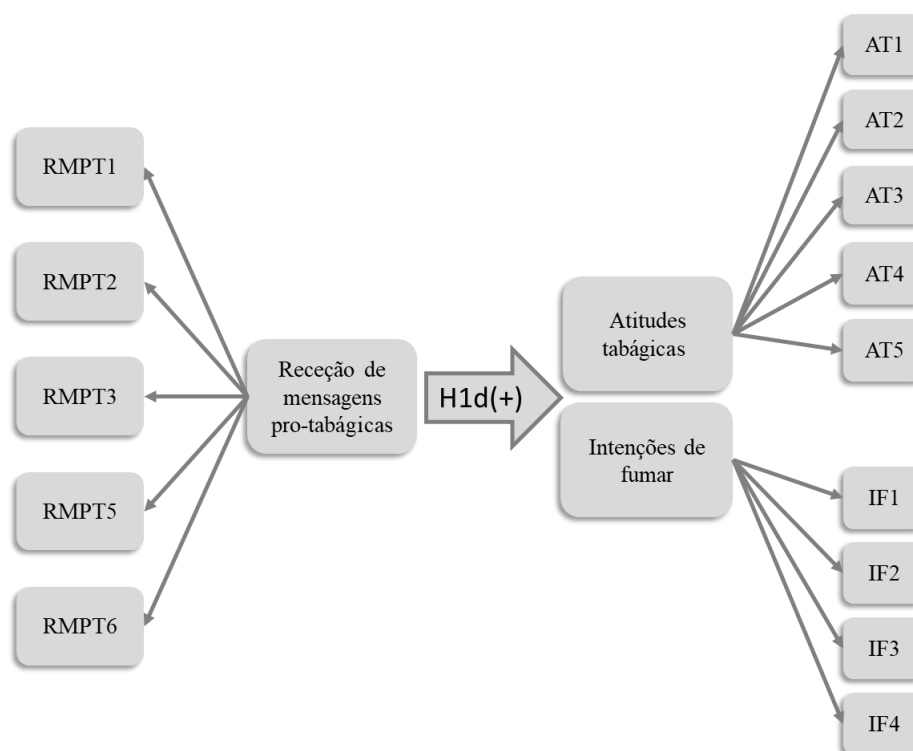 RMPT1
RMPT2
RMPT3
RMPT5
RMPT6
Receção de
mensagens
pro-tabágicas
H1d(+)
Atitudes
tabágicas
Intenções de
fumar
AT1
AT2
AT3
AT4
AT5
IF1
IF2
IF3
IF4